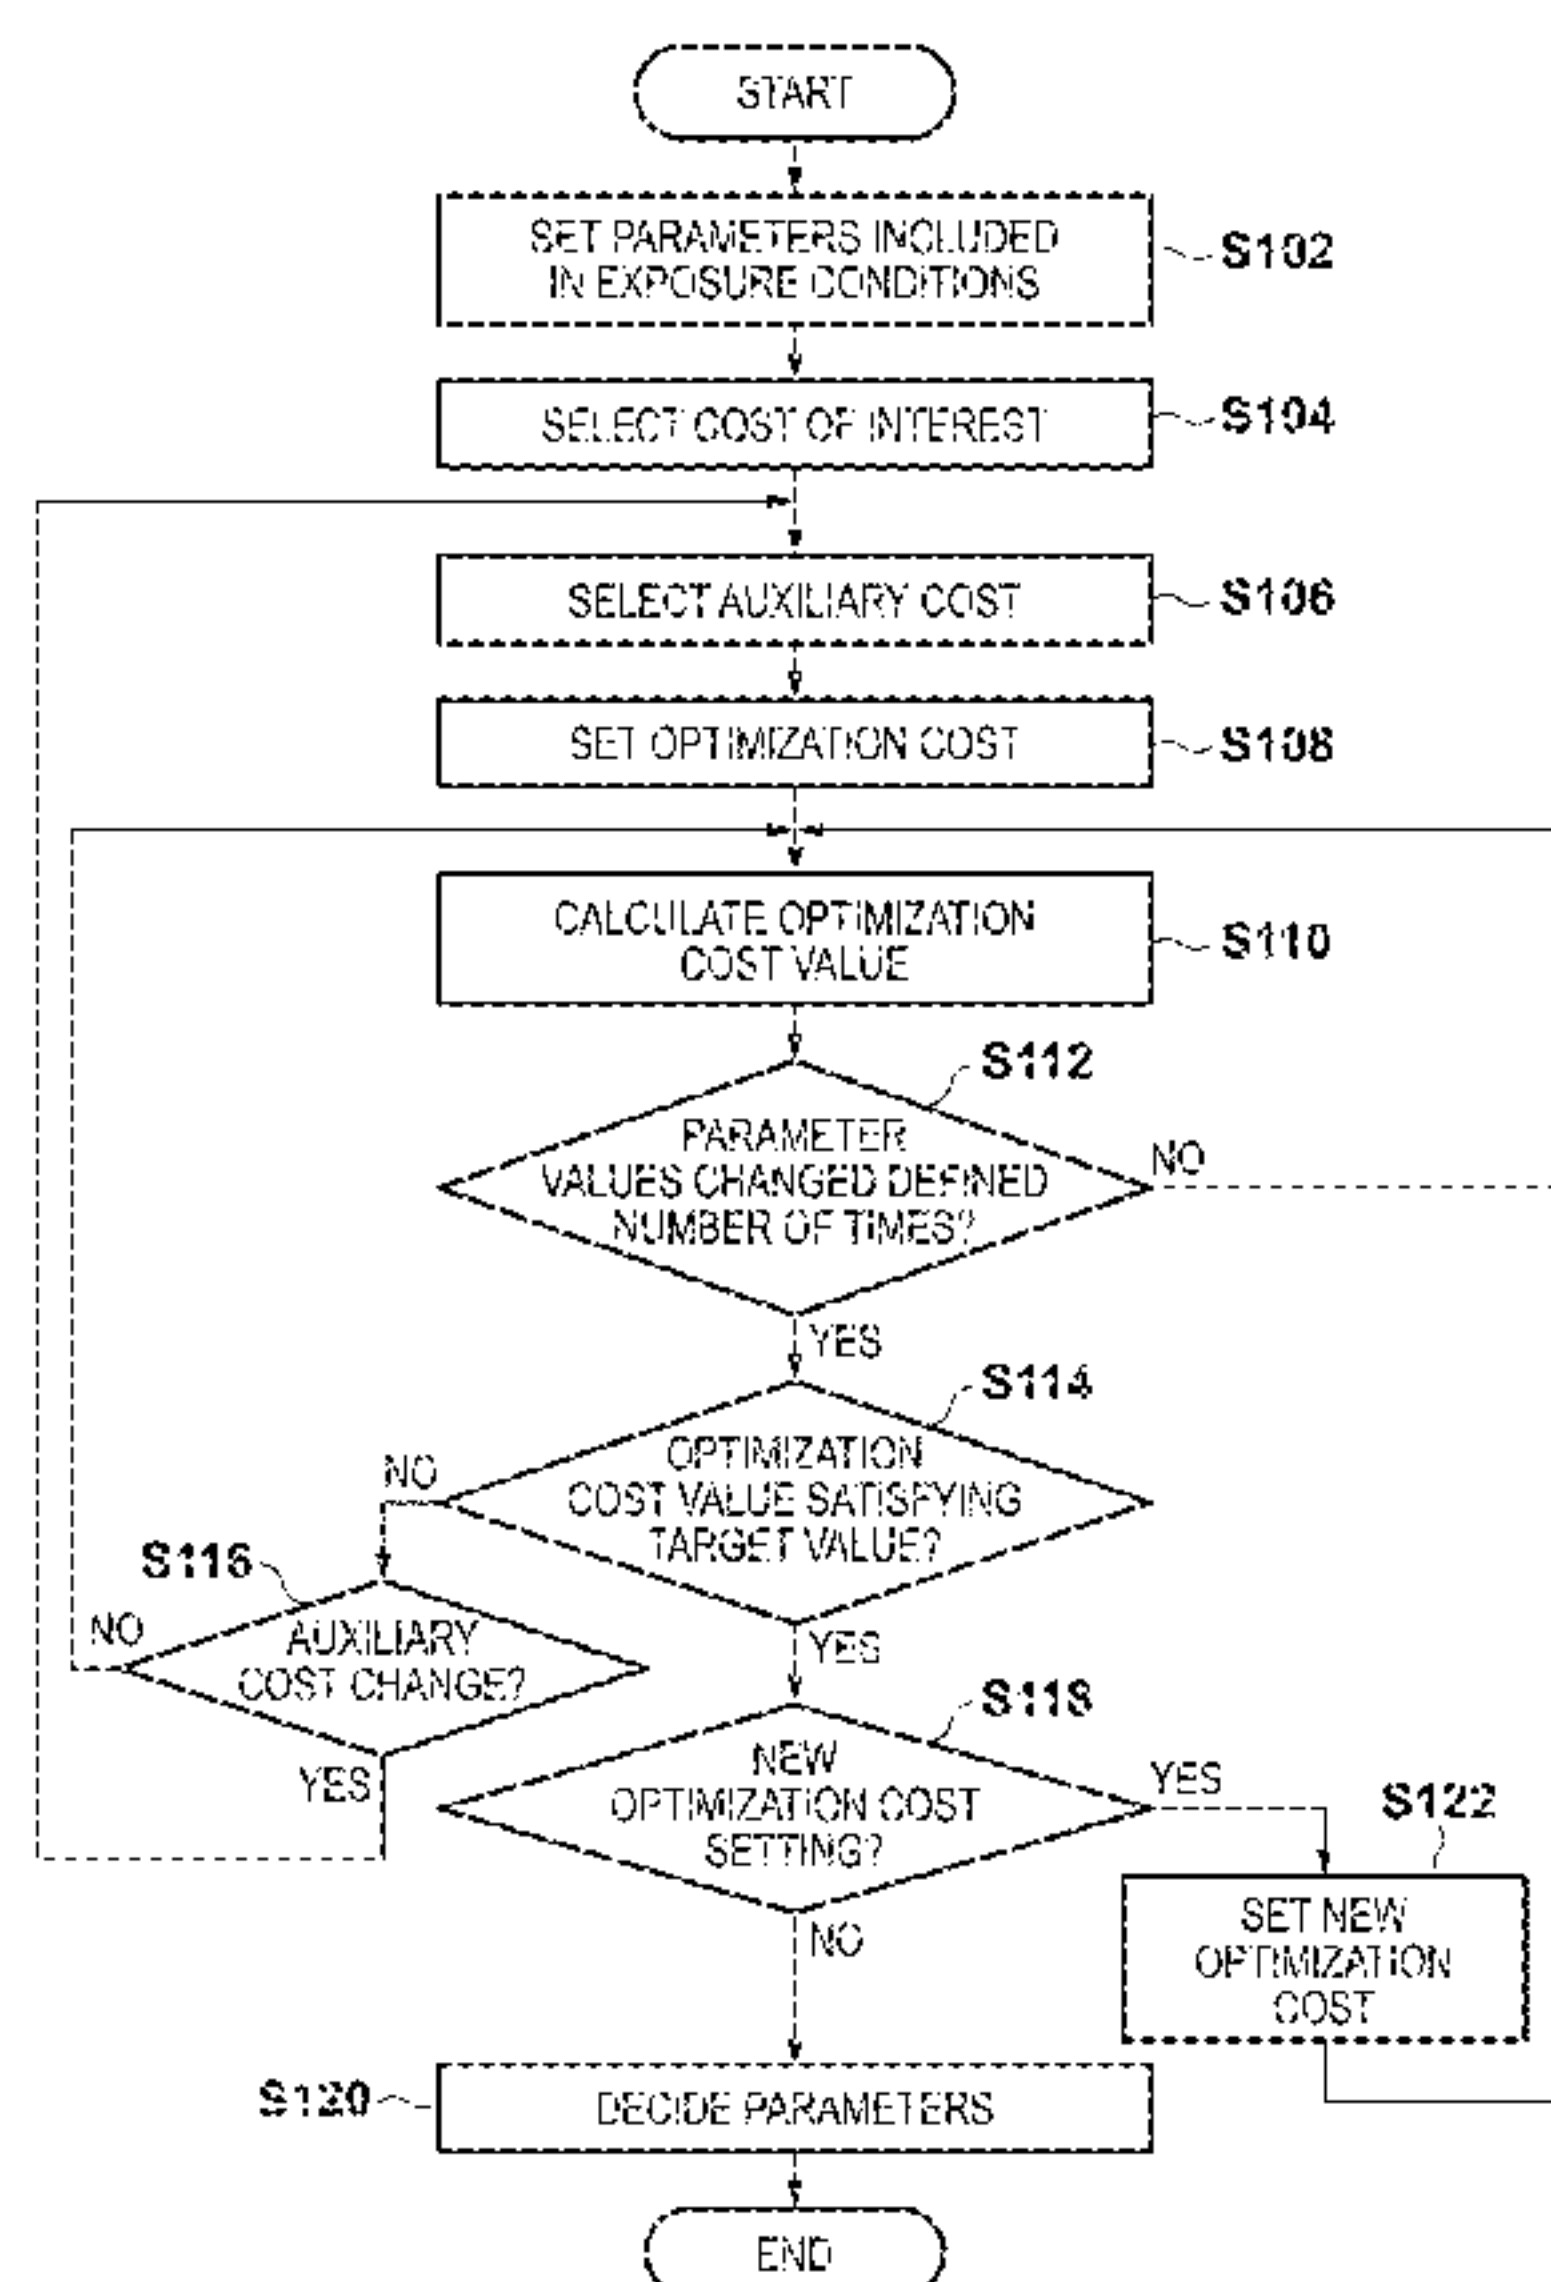 START
SET PARAMETERS INCLUDED
IN EXPOSURE CONDITIONS
S102
SELECT COST OF INTEREST
S104
SELECT AUXILIARY COST
S106
SET OPTIMIZATION COST
S108
CALCULATE OPTIMIZATION
COST VALUE
S110
S112
PARAMETER
VALUES CHANGED DEFINED
NUMBER OF TIMES?
NO
YES
S114
OPTIMIZATION
COST VALUE SATISFYING
TARGET VALUE?
NO
S116
NO
AUXILIARY
COST CHANGE?
YES
YES
S118
NEW
OPTIMIZATION COST
SETTING?
YES
S122
SET NEW
OPTIMIZATION
COST
NO
S120
DECIDE PARAMETERS
END